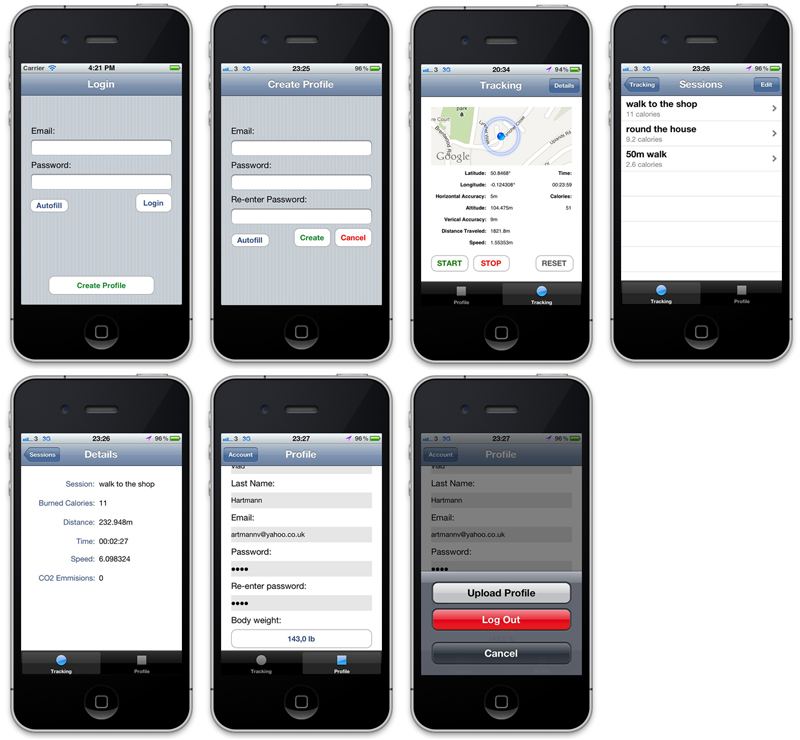 Carrier 4:21 PM
Login
Email:
Password:
Autofill Login
Create Profile
3 3G 23:25 96%
Create Profile
Email:
Password:
Re-enter Password:
Autofill Create Cancel
3 3G 20:34 94%
Tracking Details
park
Brentwood Rd
Uplands Rd
Google
Latitude: 50.8468° Time:
Longitude: -0.124308° 00:23:59
Horizontal Accuracy: 5m Calories:
Altitude: 104.475m 51
Verical Accuracy: 9m
Distance Traveled: 1821.8m
Speed: 1.55353m
START STOP RESET
Profile Tracking
3 3G 23:26 96%
Tracking Sessions Edit
walk to the shop
11 calories
round the house
9.2 calories
50m walk
2.6 calories
Tracking Profile
3 3G 23:26 96%
Sessions Details
Session: walk to the shop
Burned Calories: 11
Distance: 232.948m
Time: 00:02:27
Speed: 6.098324
CO2 Emmisions: 0
Tracking Profile
3 3G 23:27 96%
Account Profile
Vlad
Last Name:
Hartmann
Email:
artmannv@yahoo.co.uk
Password:
••••
Re-enter password:
••••
Body weight:
143,0 lb
Tracking Profile
3 3G 23:27 96%
Account Profile
Vlad
Last Name:
Hartmann
Email:
artmannv@yahoo.co.uk
Password:
••••
Upload Profile
Log Out
Cancel